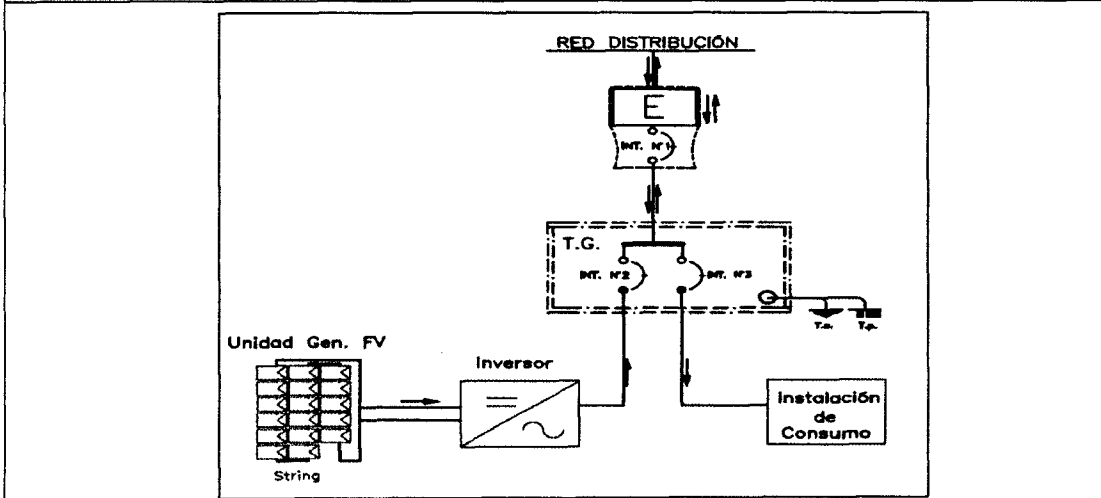 RED DISTRIBUCIÓN
E
INT. Nº1
T.G.
INT. Nº2
INT. Nº3
T.s. T.p.
Unidad Gen. FV
Inversor
Instalación
de
Consumo
String